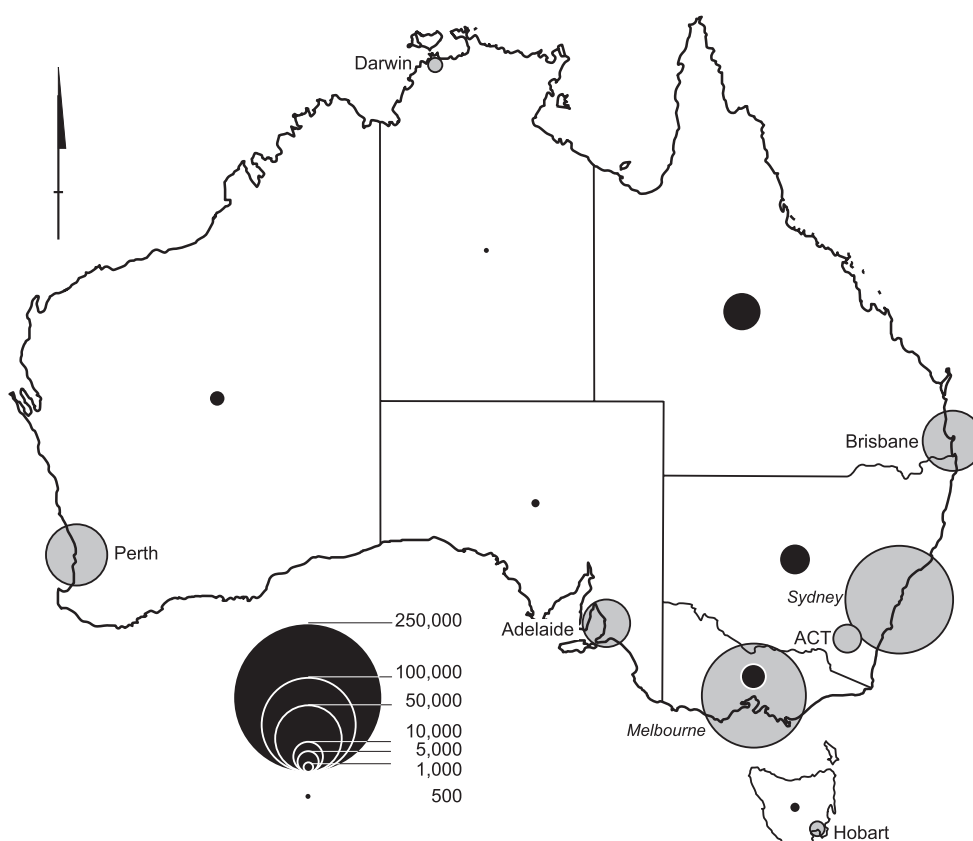 Darwin
Brisbane
Perth
Sydney
Adelaide
250,000
ACT
100,000
50,000
Melbourne
10,000
5,000
1,000
500
Hobart